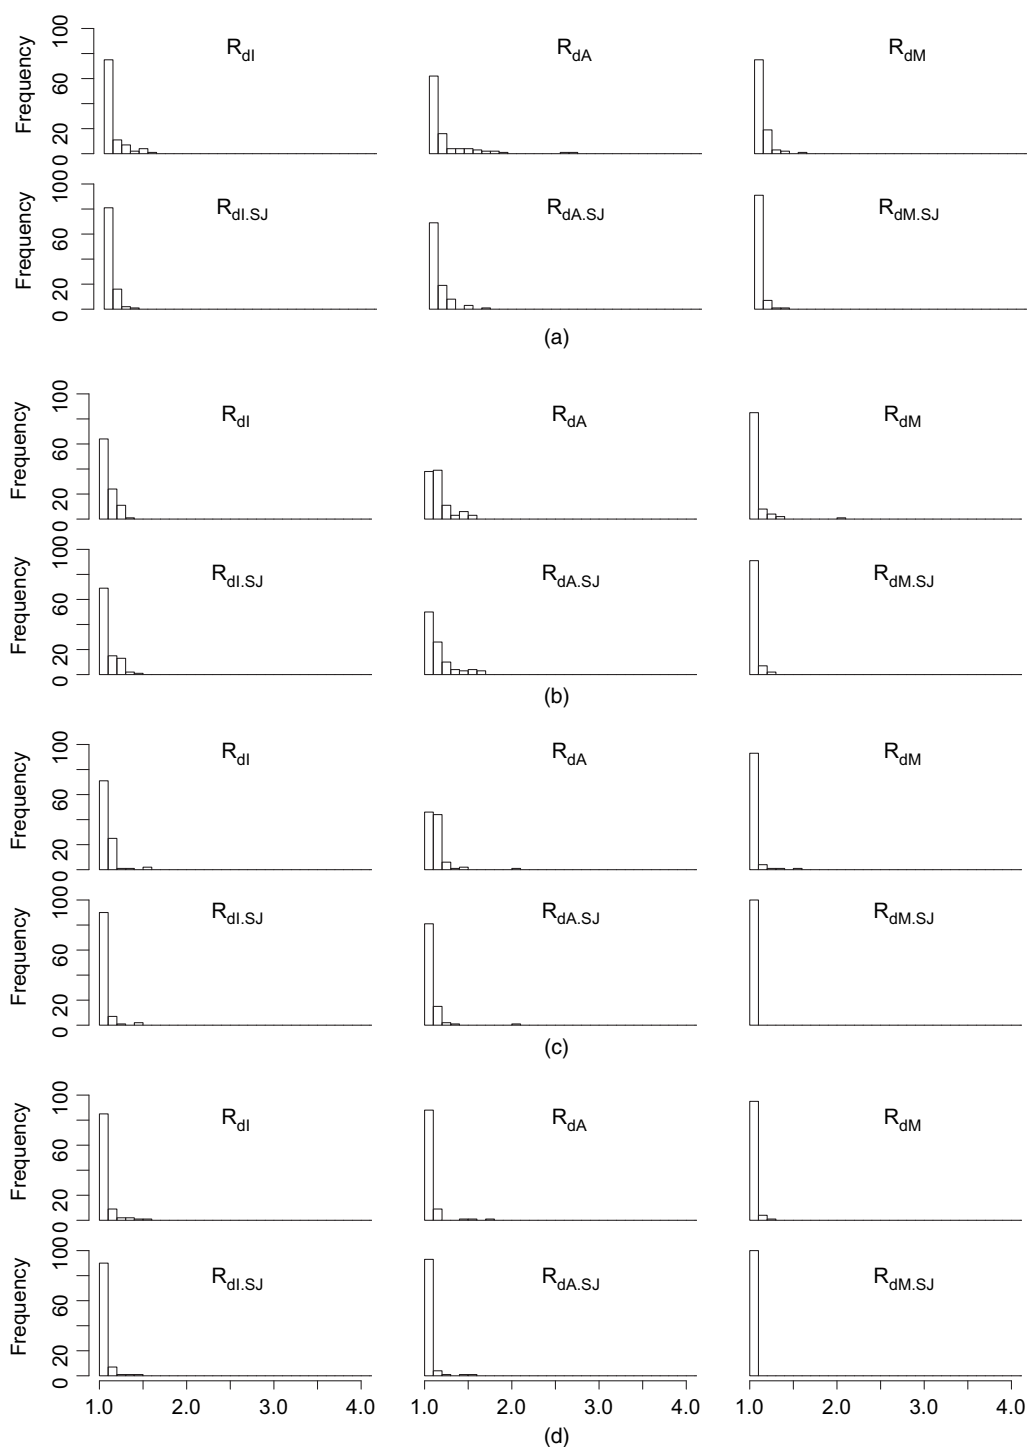 R_dI R_dA R_dM
Frequency
0 20 60 100
R_dI.SJ R_dA.SJ R_dM.SJ
Frequency
0 20 60 100
(a)
R_dI R_dA R_dM
Frequency
0 20 60 100
R_dI.SJ R_dA.SJ R_dM.SJ
Frequency
0 20 60 100
(b)
R_dI R_dA R_dM
Frequency
0 20 60 100
R_dI.SJ R_dA.SJ R_dM.SJ
Frequency
0 20 60 100
(c)
R_dI R_dA R_dM
Frequency
0 20 60 100
R_dI.SJ R_dA.SJ R_dM.SJ
Frequency
0 20 60 100
1.0 2.0 3.0 4.0 1.0 2.0 3.0 4.0 1.0 2.0 3.0 4.0
(d)